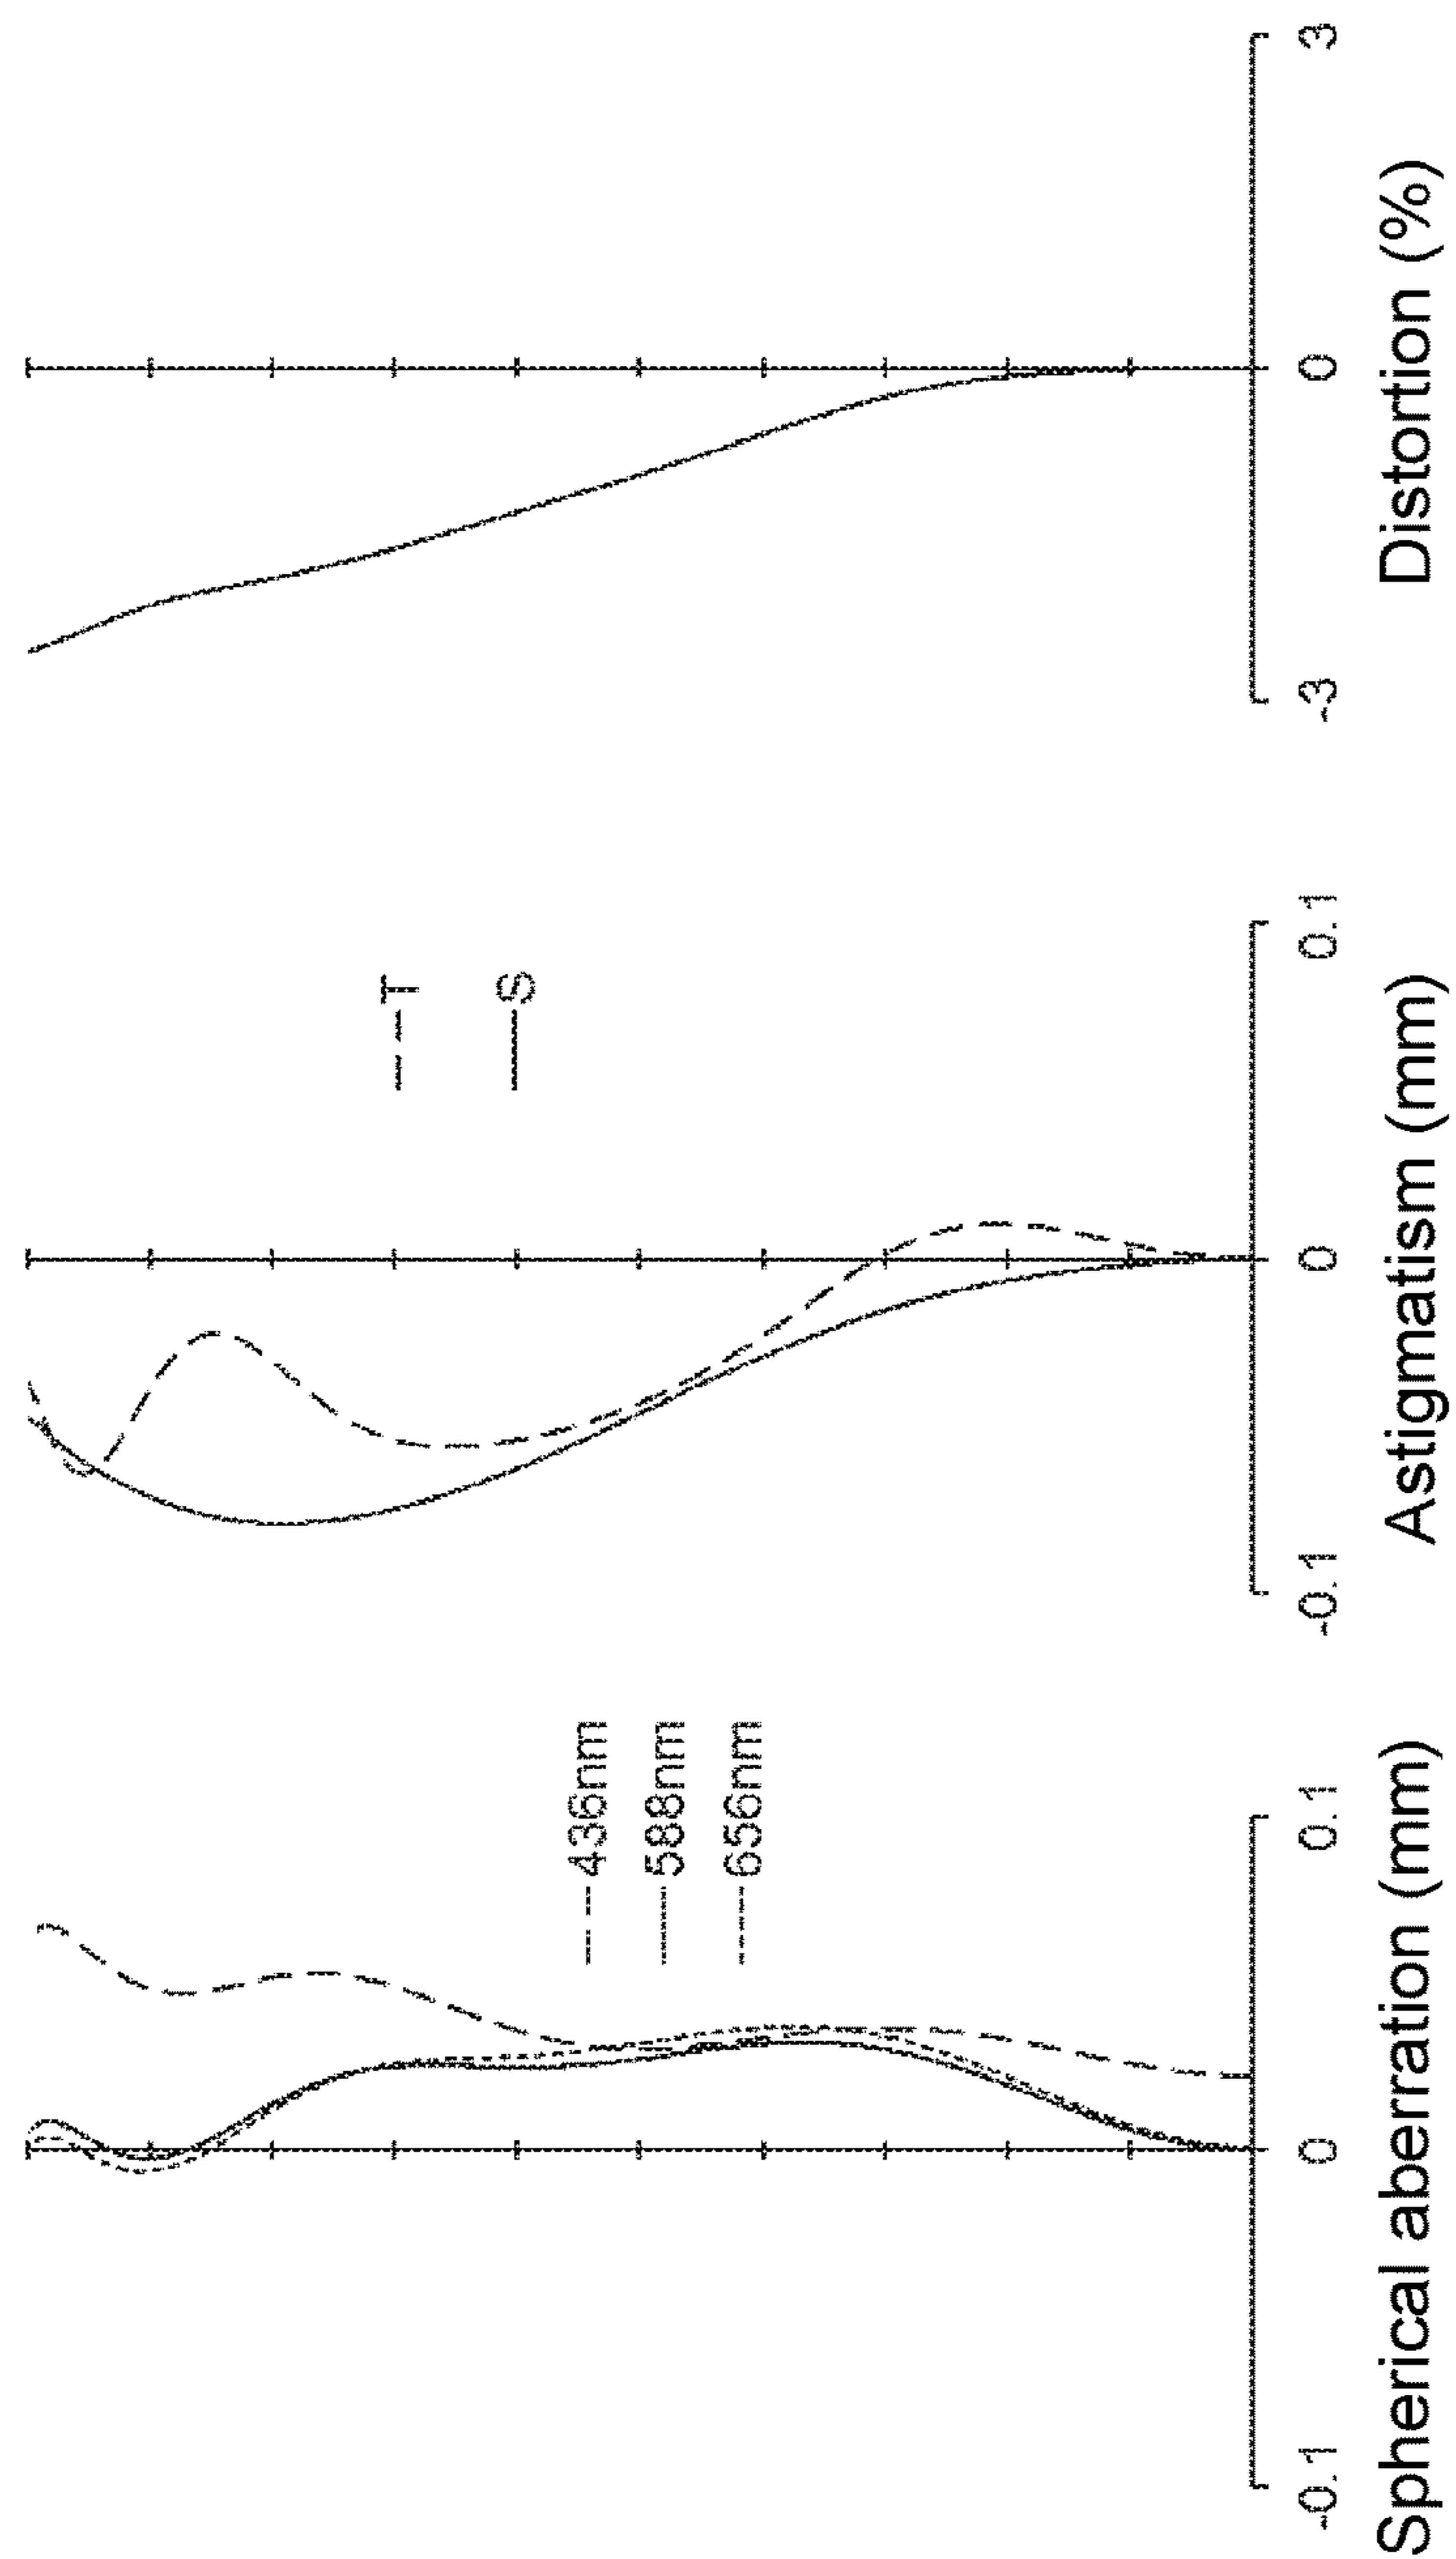 436nm
588nm
656nm
-0.1 0 0.1
Spherical aberration (mm)
T
S
-0.1 0 0.1
Astigmatism (mm)
-3 0 3
Distortion (%)